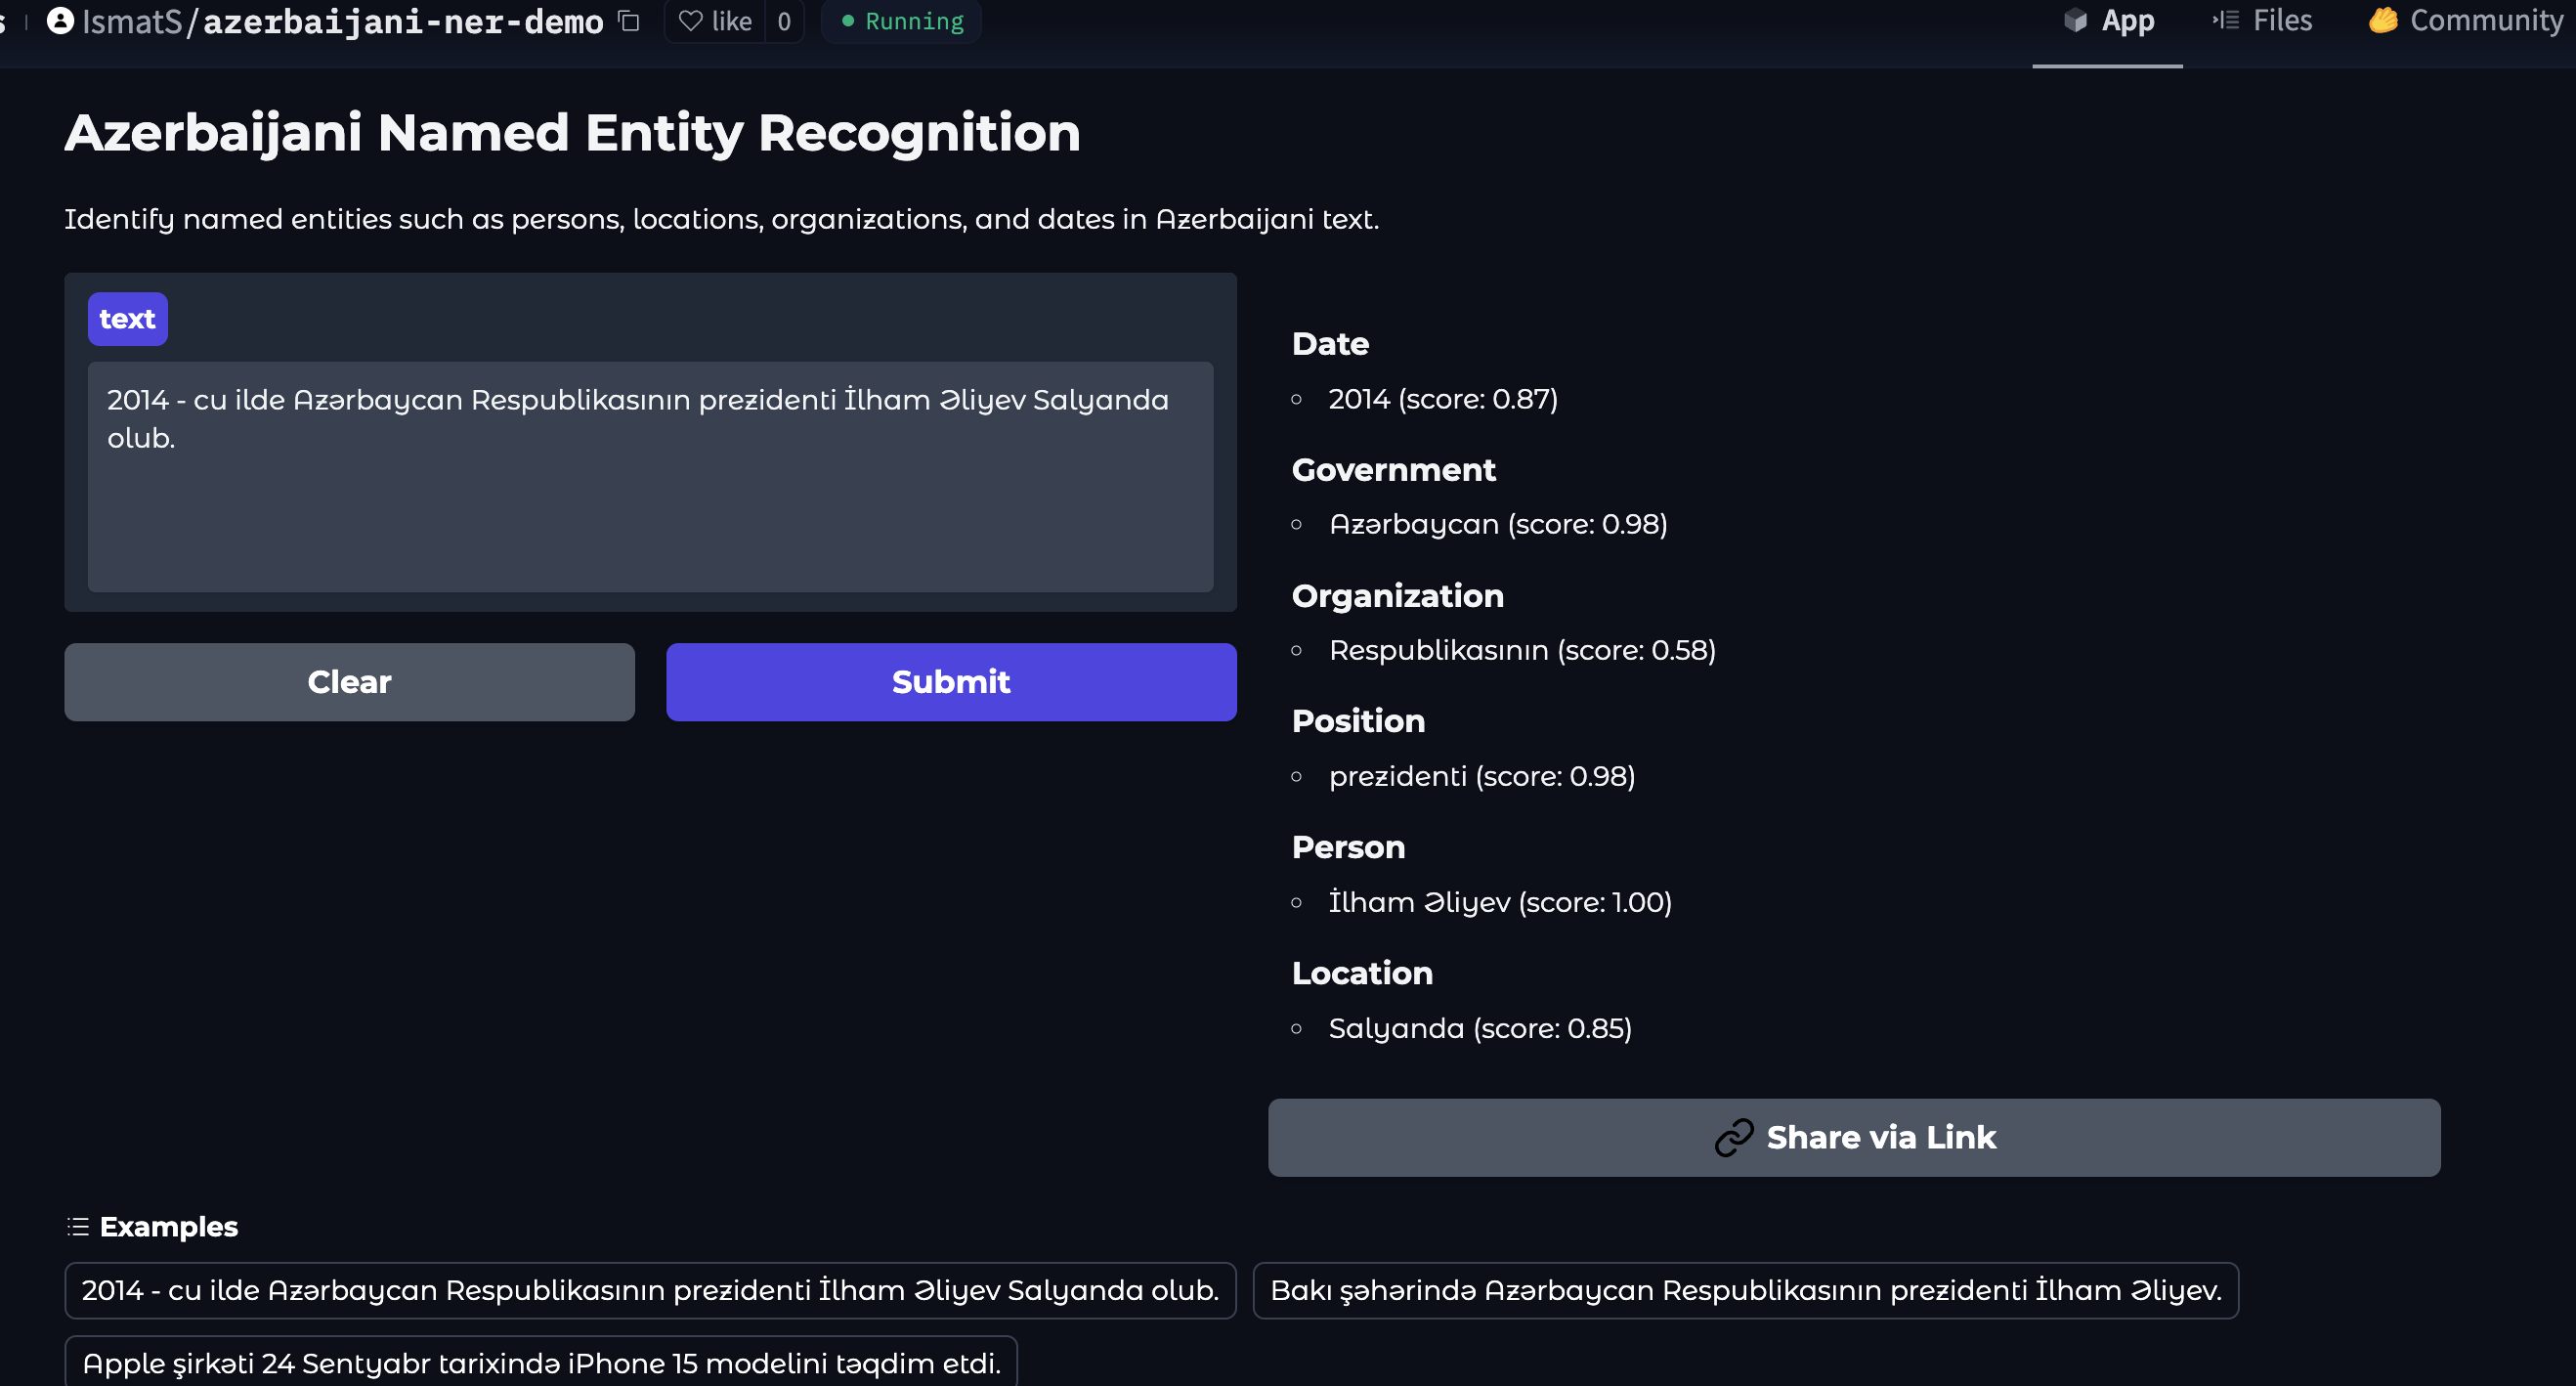 IsmatS/azerbaijani-ner-demo like 0 Running App Files Community
Azerbaijani Named Entity Recognition
Identify named entities such as persons, locations, organizations, and dates in Azerbaijani text.
text
2014 - cu ilde Azərbaycan Respublikasının prezidenti İlham Əliyev Salyanda
olub.
Clear
Submit
Date
2014 (score: 0.87)
Government
Azərbaycan (score: 0.98)
Organization
Respublikasının (score: 0.58)
Position
prezidenti (score: 0.98)
Person
İlham Əliyev (score: 1.00)
Location
Salyanda (score: 0.85)
Share via Link
Examples
2014 - cu ilde Azərbaycan Respublikasının prezidenti İlham Əliyev Salyanda olub.
Bakı şəhərində Azərbaycan Respublikasının prezidenti İlham Əliyev.
Apple şirkəti 24 Sentyabr tarixində iPhone 15 modelini təqdim etdi.